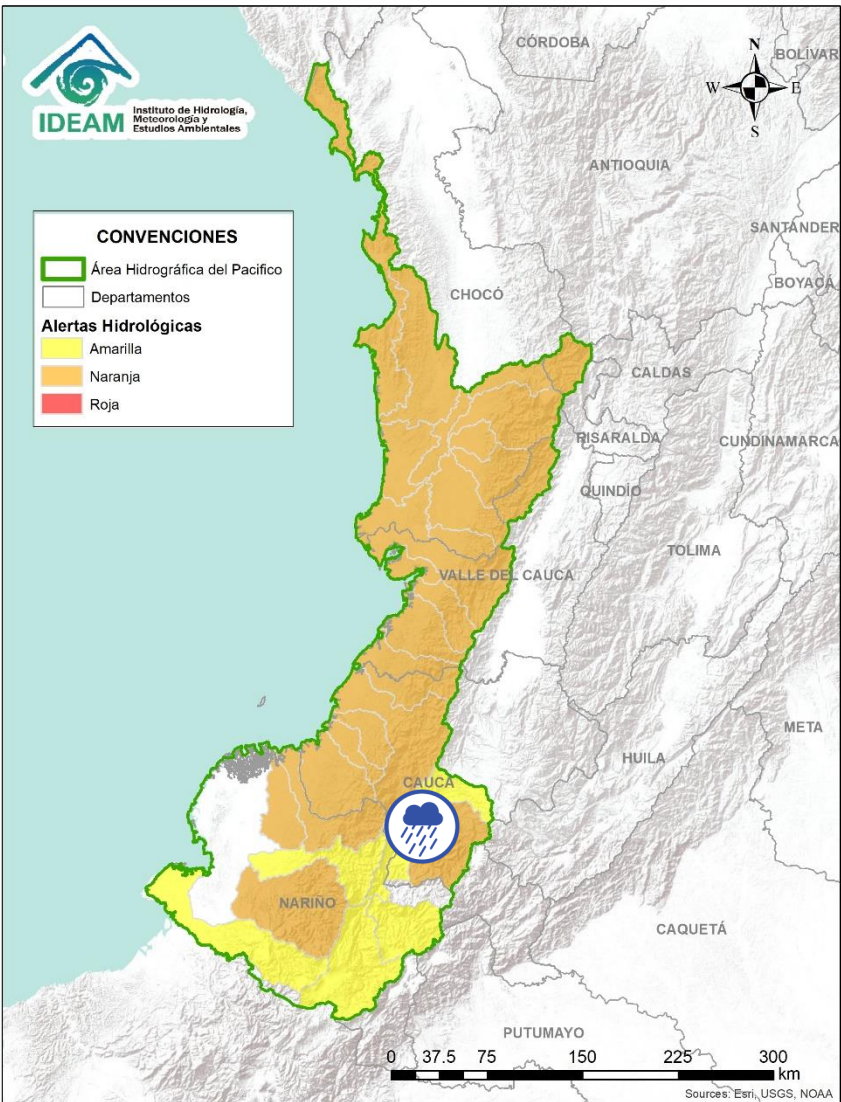 IDEAM
Instituto de Hidrología,
Meteorología y
Estudios Ambientales
N
W
E
S
CÓRDOBA
BOLÍVAR
ANTIOQUIA
SANTANDER
BOYACÁ
CHOCÓ
CONVENCIONES
Área Hidrográfica del Pacifico
Departamentos
Alertas Hidrológicas
Amarilla
Naranja
Roja
CALDAS
RISARALDA
CUNDINAMARCA
QUINDÍO
TOLIMA
VALLE DEL CAUCA
META
HUILA
CAUCA
NARIÑO
CAQUETÁ
PUTUMAYO
0 37.5 75 150 225 300
km
Sources: Esri, USGS, NOAA